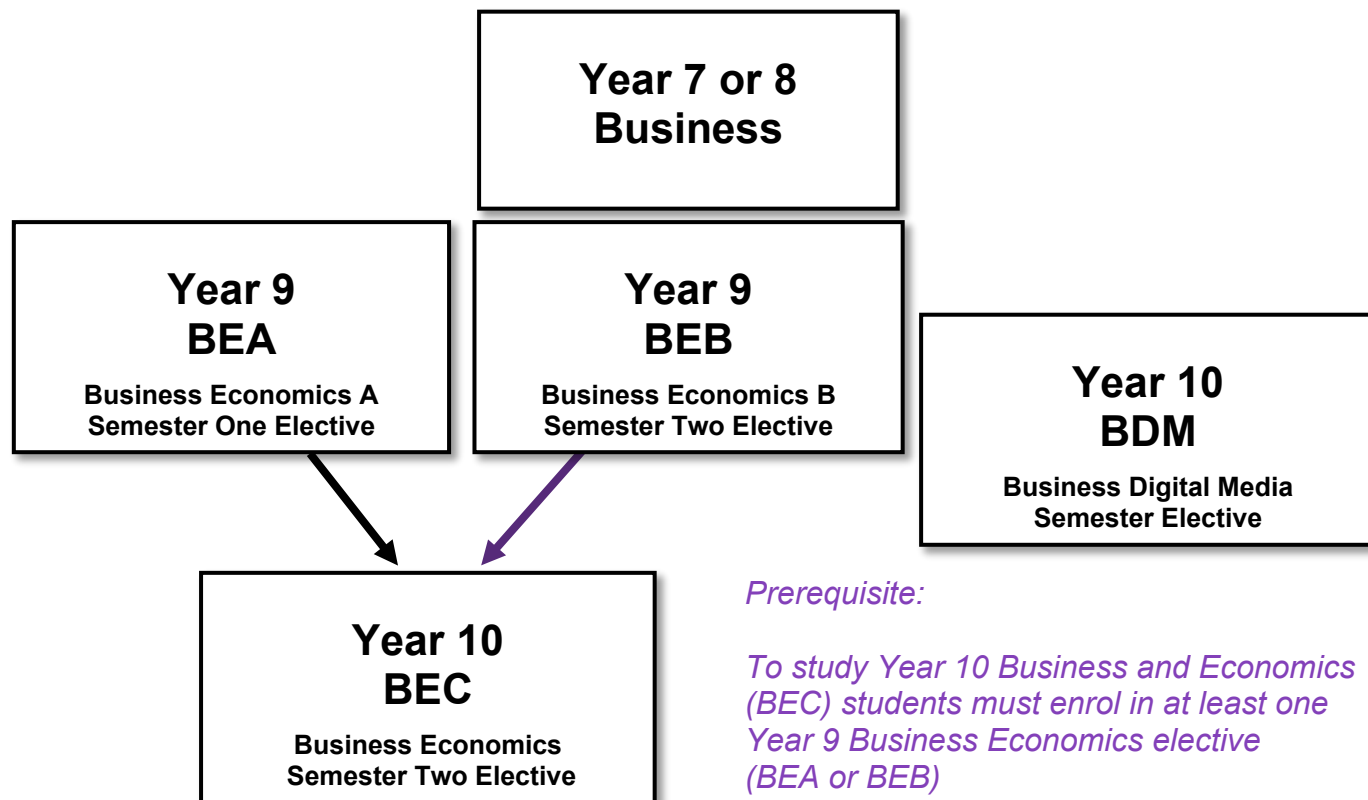 Year 7 or 8
Business
Year 9
BEA
Business Economics A
Semester One Elective
Year 9
BEB
Business Economics B
Semester Two Elective
Year 10
BDM
Business Digital Media
Semester Elective
Year 10
BEC
Business Economics
Semester Two Elective
Prerequisite:
To study Year 10 Business and Economics
(BEC) students must enrol in at least one
Year 9 Business Economics elective
(BEA or BEB)